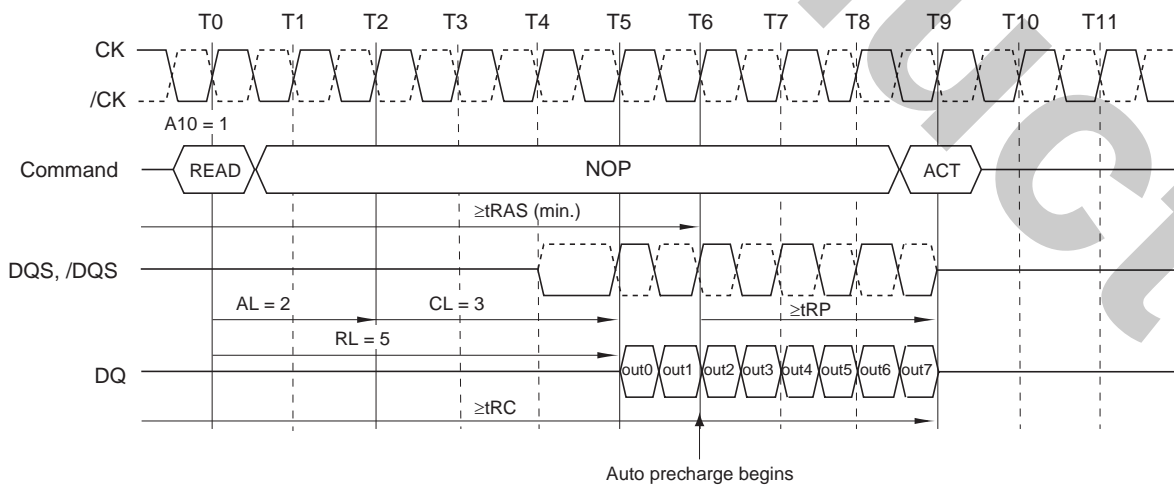 T0 T1 T2 T3 T4 T5 T6 T7 T8 T9 T10 T11
CK
/CK
A10 = 1
Command READ NOP ACT
≥tRAS (min.)
DQS, /DQS
AL = 2 CL = 3 ≥tRP
RL = 5
DQ out0 out1 out2 out3 out4 out5 out6 out7
≥tRC
Auto precharge begins
uct